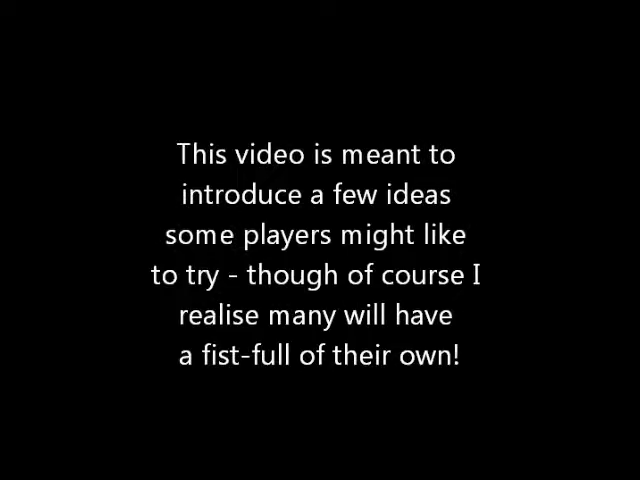 This video is meant to
introduce a few ideas
some players might like
to try - though of course I
realise many will have
a fist-full of their own!